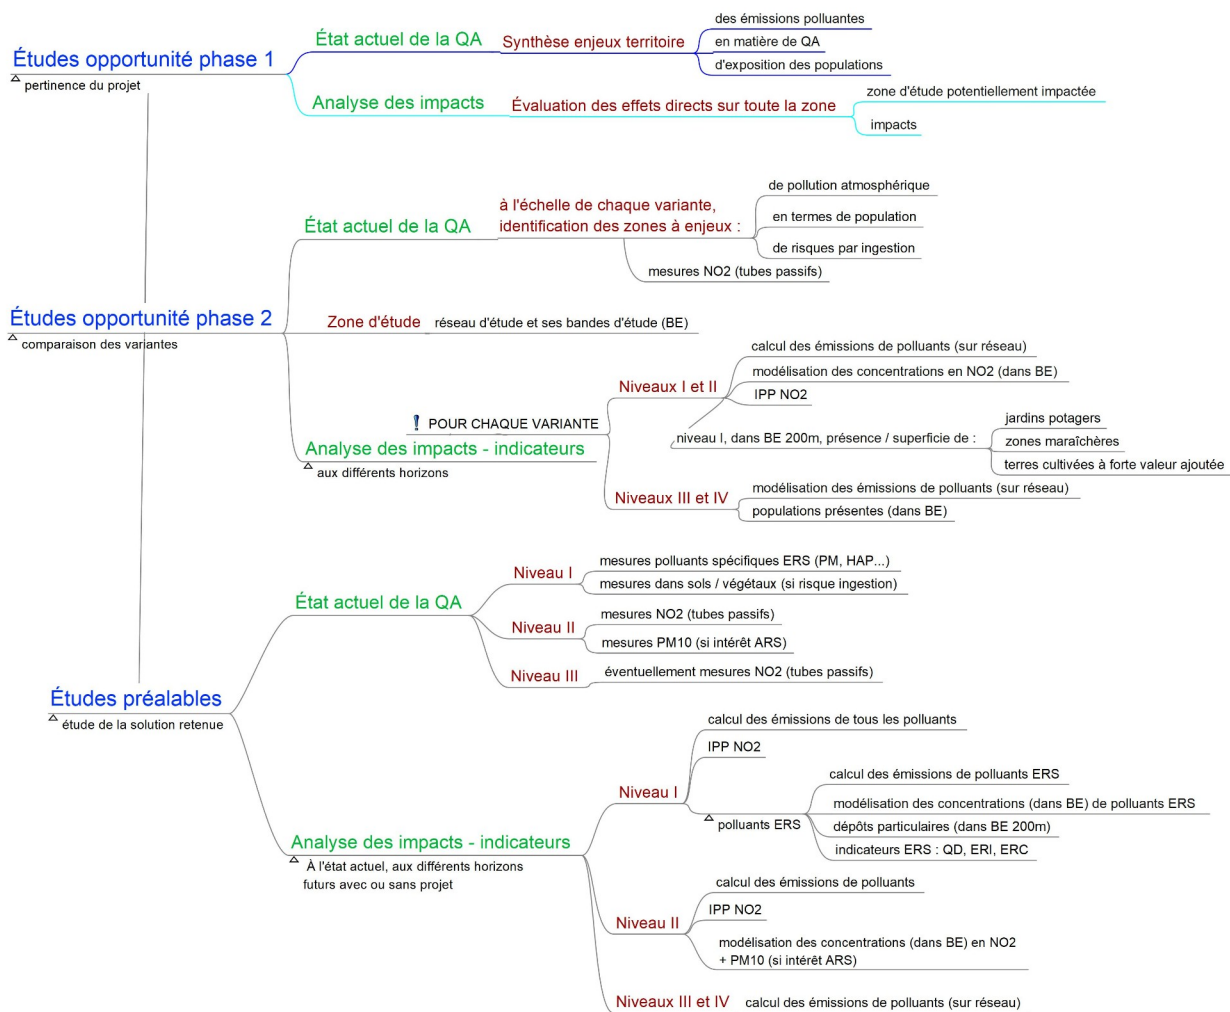 Études opportunité phase 1
pertinence du projet
État actuel de la QA
Synthèse enjeux territoire
des émissions polluantes
en matière de QA
d'exposition des populations
Analyse des impacts
Évaluation des effets directs sur toute la zone
zone d'étude potentiellement impactée
impacts
Études opportunité phase 2
comparaison des variantes
État actuel de la QA
à l'échelle de chaque variante,
identification des zones à enjeux :
de pollution atmosphérique
en termes de population
de risques par ingestion
mesures NO2 (tubes passifs)
Zone d'étude
réseau d'étude et ses bandes d'étude (BE)
Analyse des impacts - indicateurs
aux différents horizons
POUR CHAQUE VARIANTE
Niveaux I et II
calcul des émissions de polluants (sur réseau)
modélisation des concentrations en NO2 (dans BE)
IPP NO2
niveau I, dans BE 200m, présence / superficie de :
jardins potagers
zones maraîchères
terres cultivées à forte valeur ajoutée
Niveaux III et IV
modélisation des émissions de polluants (sur réseau)
populations présentes (dans BE)
Études préalables
étude de la solution retenue
État actuel de la QA
Niveau I
mesures polluants spécifiques ERS (PM, HAP...)
mesures dans sols / végétaux (si risque ingestion)
Niveau II
mesures NO2 (tubes passifs)
mesures PM10 (si intérêt ARS)
Niveau III
éventuellement mesures NO2 (tubes passifs)
Analyse des impacts - indicateurs
À l'état actuel, aux différents horizons
futurs avec ou sans projet
Niveau I
calcul des émissions de tous les polluants
IPP NO2
polluants ERS
calcul des émissions de polluants ERS
modélisation des concentrations (dans BE) de polluants ERS
dépôts particulaires (dans BE 200m)
indicateurs ERS : QD, ERI, ERC
Niveau II
calcul des émissions de polluants
IPP NO2
modélisation des concentrations (dans BE) en NO2
+ PM10 (si intérêt ARS)
Niveaux III et IV
calcul des émissions de polluants (sur réseau)